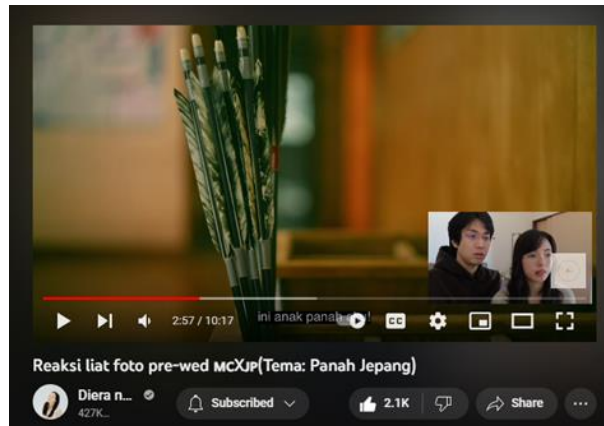 ini anak panah
CC
2:57 / 10:17
Reaksi liat foto pre-wed MCXJP(Tema: Panah Jepang)
Diera n...
427K...
Subscribed
2.1K
Share